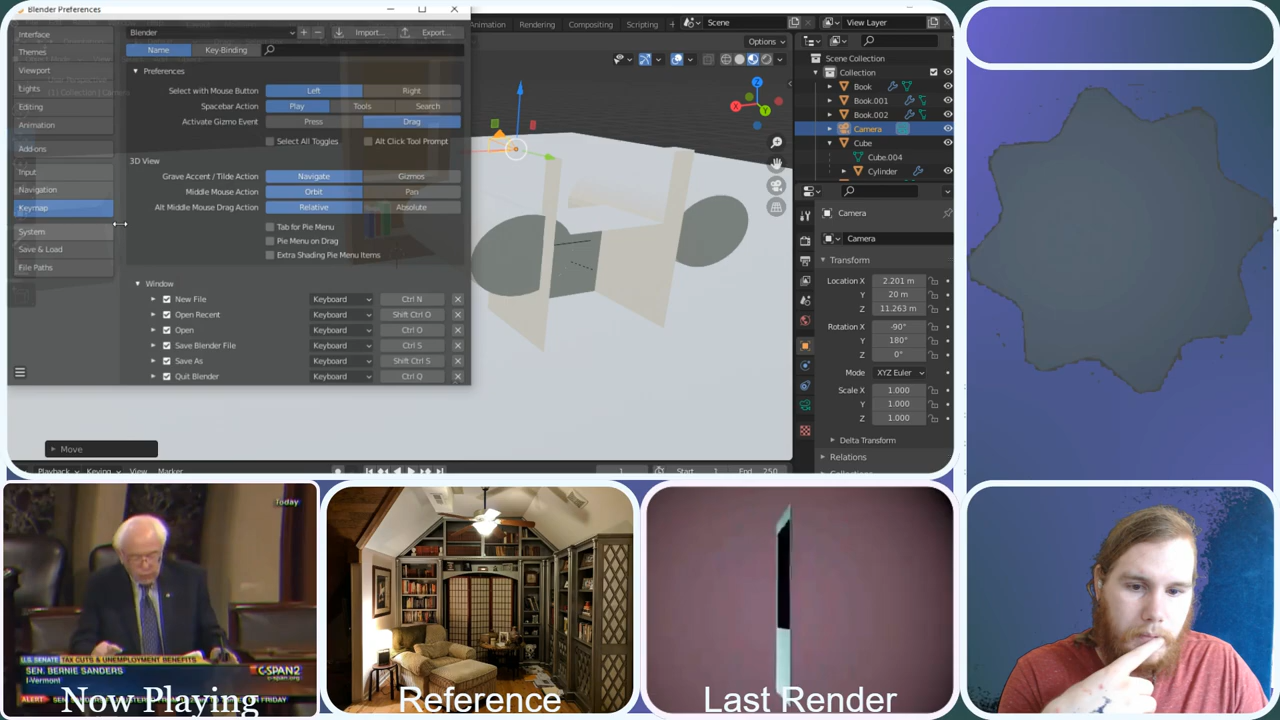 Blender Preferences
Interface
Themes
Viewport
Lights
Editing
Animation
Add-ons
Input
Navigation
Keymap
System
Save & Load
File Paths
Blender
Import...
Export...
Name
Key-Binding
Preferences
Select with Mouse Button
Left
Right
Spacebar Action
Play
Tools
Search
Activate Gizmo Event
Press
Drag
Select All Toggles
Alt Click Tool Prompt
3D View
Grave Accent / Tilde Action
Navigate
Gizmos
Middle Mouse Action
Orbit
Pan
Alt Middle Mouse Drag Action
Relative
Absolute
Tab for Pie Menu
Pie Menu on Drag
Extra Shading Pie Menu Items
Window
New File
Keyboard
Ctrl N
Open Recent
Keyboard
Shift Ctrl O
Open
Keyboard
Ctrl O
Save Blender File
Keyboard
Ctrl S
Save As
Keyboard
Shift Ctrl S
Quit Blender
Keyboard
Ctrl Q
Move
Playback
Keying
View
Marker
1
Start
1
End
250
Rendering
Compositing
Scripting
Scene
View Layer
Options
X
Y
Z
Scene Collection
Collection
Book
Book.001
Book.002
Camera
Cube
Cube.004
Cylinder
Camera
Camera
Transform
Location X
2.201 m
Y
20 m
Z
11.263 m
Rotation X
-90°
Y
180°
Z
0°
Mode
XYZ Euler
Scale X
1.000
Y
1.000
Z
1.000
Delta Transform
Relations
Today
U.S. SENATE
TAX CUTS & UNEMPLOYMENT BENEFITS
SEN. BERNIE SANDERS
I-Vermont
C-SPAN2
c-span.org
ALERT
Now Playing
Reference
Last Render